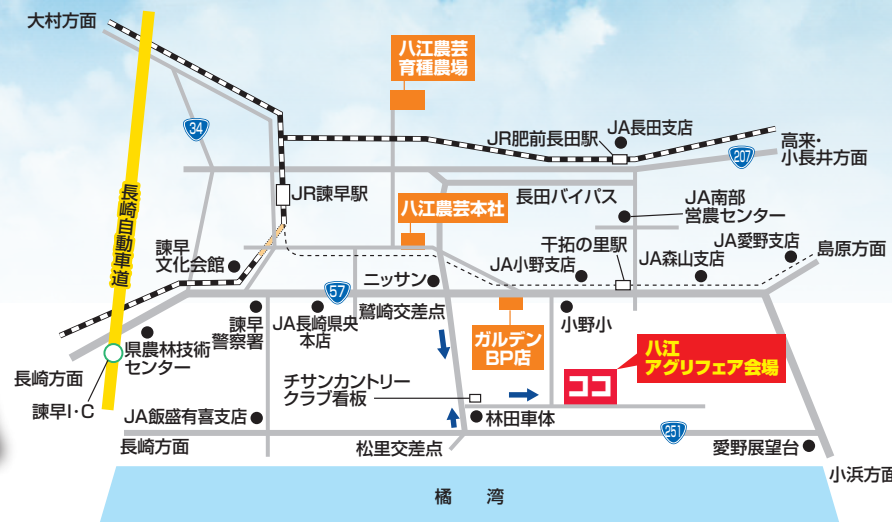 大村方面
八江農芸
育種農場
34
JR肥前長田駅
JA長田支店
207
高来・
小長井方面
長崎自動車道
JR諫早駅
長田バイパス
JA南部
営農センター
八江農芸本社
諫早
文化会館
干拓の里駅
JA愛野支店
島原方面
ニッサン
JA小野支店
JA森山支店
57
鷲崎交差点
諫早
警察署
JA長崎県央
本店
ガルデン
BP店
小野小
県農林技術
センター
八江
アグリフェア会場
長崎方面
チサンカントリー
クラブ看板
ココ
諫早I・C
JA飯盛有喜支店
林田車体
251
長崎方面
松里交差点
愛野展望台
小浜方面
橘 湾